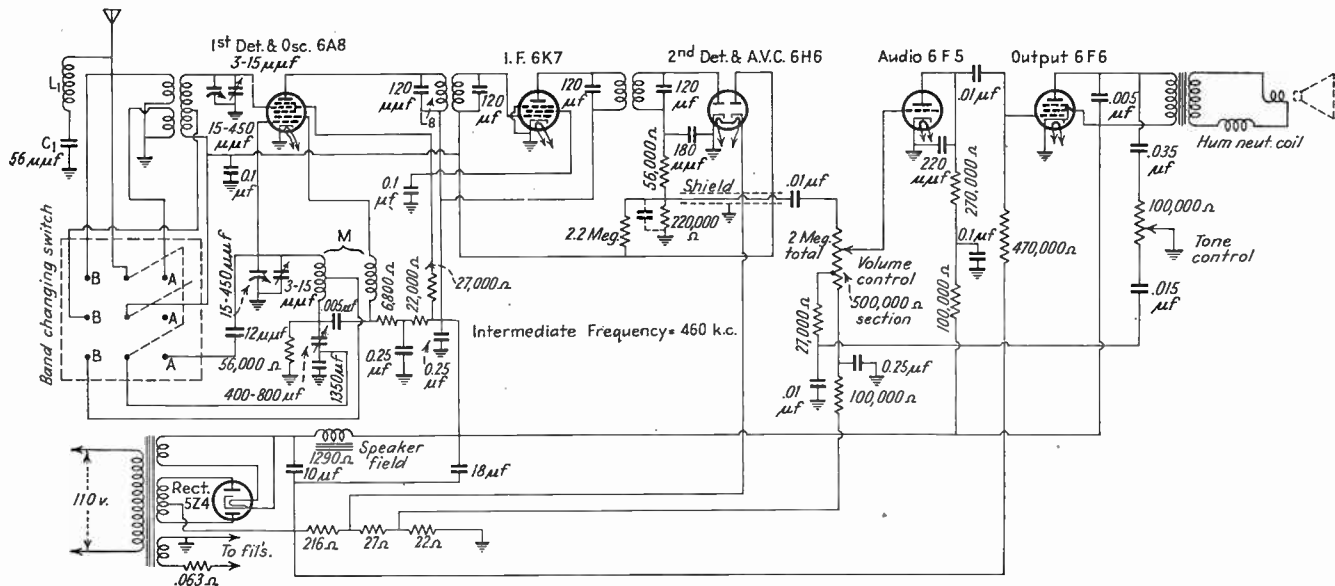 1st Det. & Osc. 6A8
3-15 μμf
I.F. 6K7
2nd Det. & A.V.C. 6H6
Audio 6F5
Output 6F6
L1
C1
56 μμf
15-450
μμf
0.1
μf
120
μμf
8
120
μf
120
μf
120
μf
180
μμf
56,000 Ω
Shield
.01 μf
220,000
Ω
2.2 Meg.
0.1
μf
.01
μf
220
μμf
270,000 Ω
0.1 μf
100,000 Ω
470,000 Ω
.005
μf
Hum neut. coil
.035
μf
100,000 Ω
Tone
control
.015
μf
2 Meg.
total
Volume
control
500,000
section
27,000 Ω
0.25 μf
.01
μf
100,000 Ω
Band changing switch
B
A
B
A
B
A
M
15-450 μμf
3-15
μμf
12 μμf
56,000 Ω
.005 μf
400-800 μμf
1350 μf
6,800 Ω
22,000 Ω
27,000 Ω
0.25
μf
0.25
μf
Intermediate Frequency = 460 k.c.
Speaker
field
1290 Ω
10 μf
18 μf
110 v.
Rect.
5Z4
To fil's.
.063 Ω
216 Ω
27 Ω
22 Ω